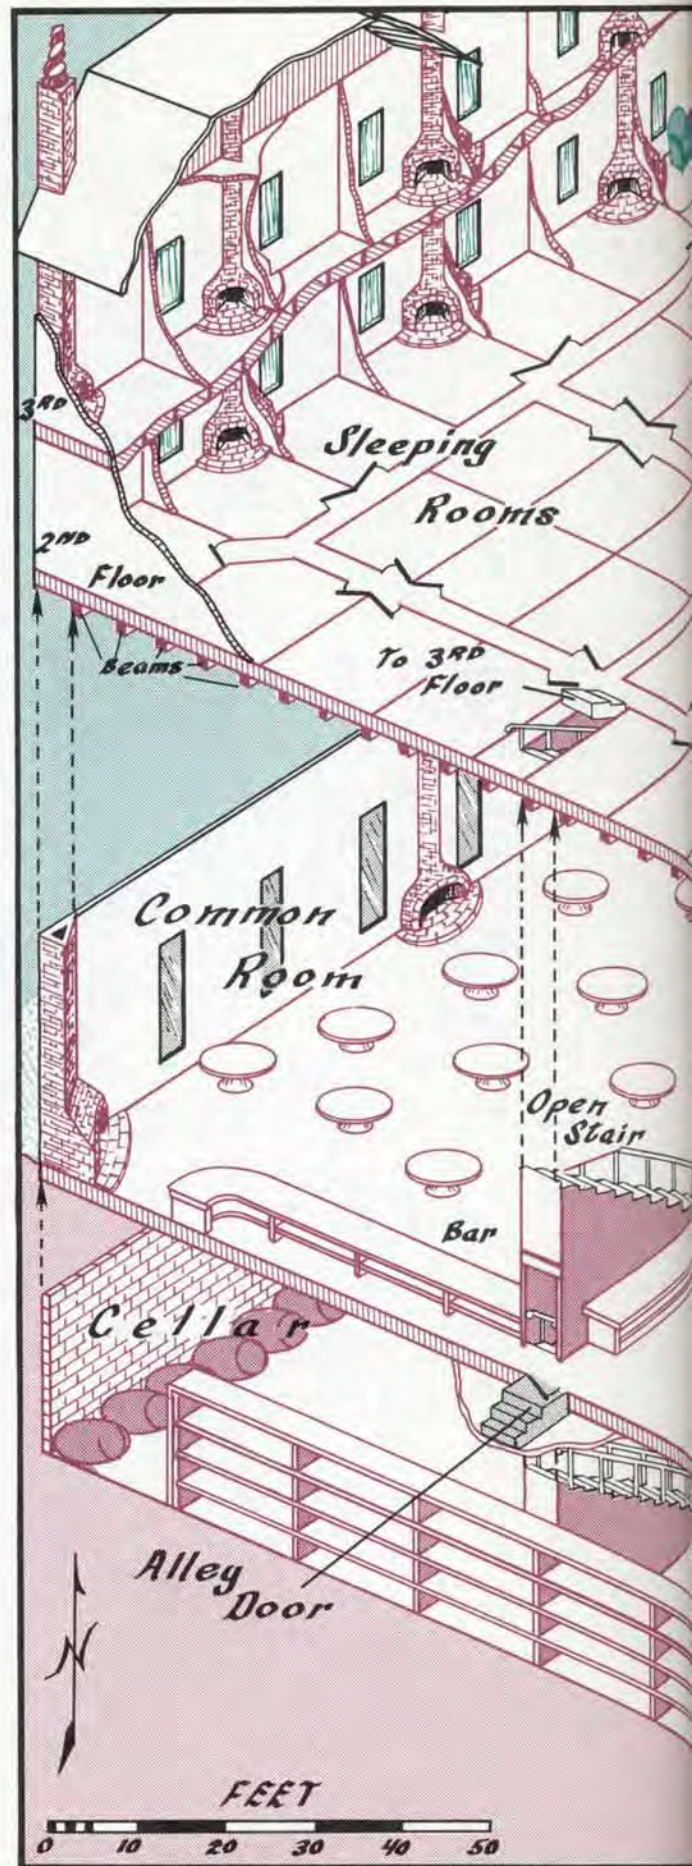 3RD
Sleeping
Rooms
2ND
Floor
Beams
To 3RD
Floor
Common
Room
Open
Stair
Bar
Cellar
Alley
Door
N
FEET
0 10 20 30 40 50